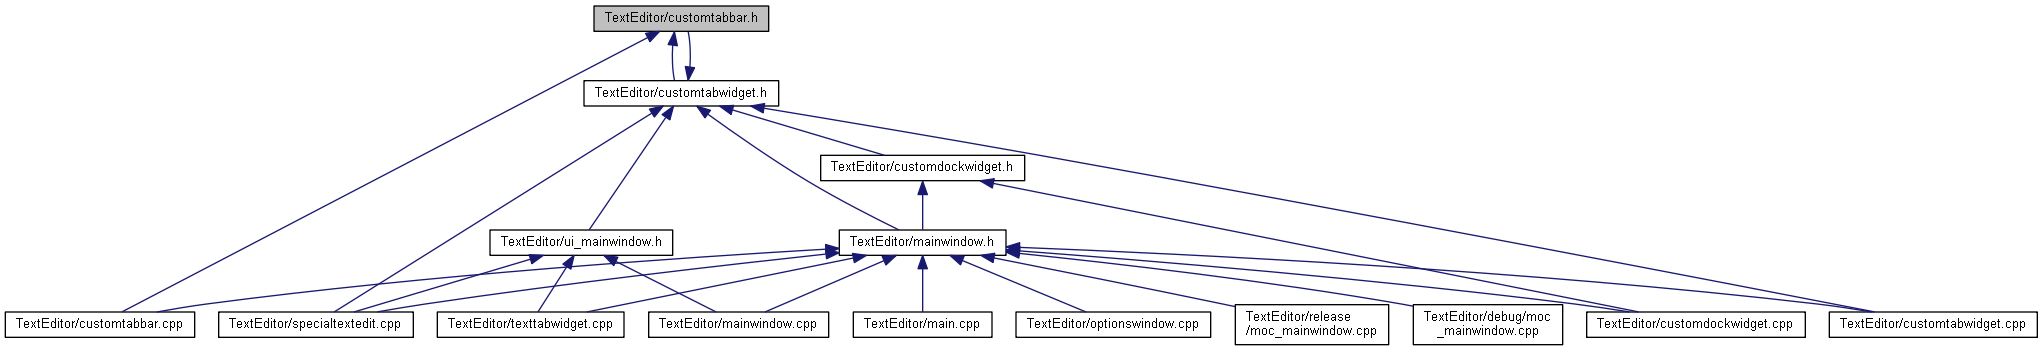 TextEditor/customtabbar.h
TextEditor/customtabwidget.h
TextEditor/customdockwidget.h
TextEditor/ui_mainwindow.h
TextEditor/mainwindow.h
TextEditor/customtabbar.cpp
TextEditor/specialtextedit.cpp
TextEditor/texttabwidget.cpp
TextEditor/mainwindow.cpp
TextEditor/main.cpp
TextEditor/optionswindow.cpp
TextEditor/release
/moc_mainwindow.cpp
TextEditor/debug/moc
_mainwindow.cpp
TextEditor/customdockwidget.cpp
TextEditor/customtabwidget.cpp